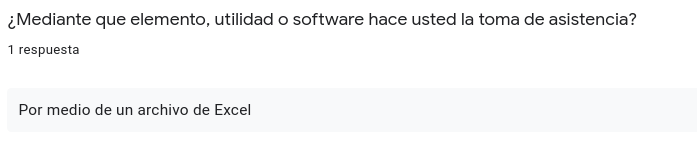 ¿Mediante que elemento, utilidad o software hace usted la toma de asistencia?
1 respuesta
Por medio de un archivo de Excel